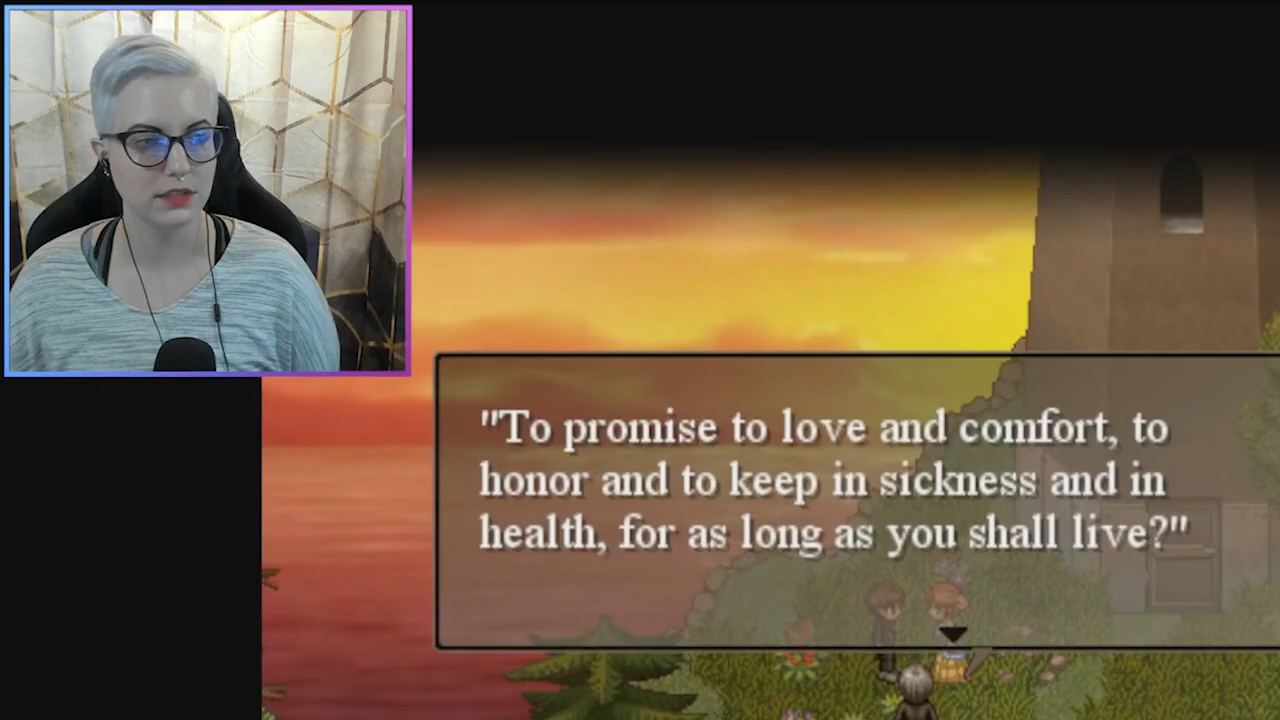 "To promise to love and comfort, to
honor and to keep in sickness and in
health, for as long as you shall live?"